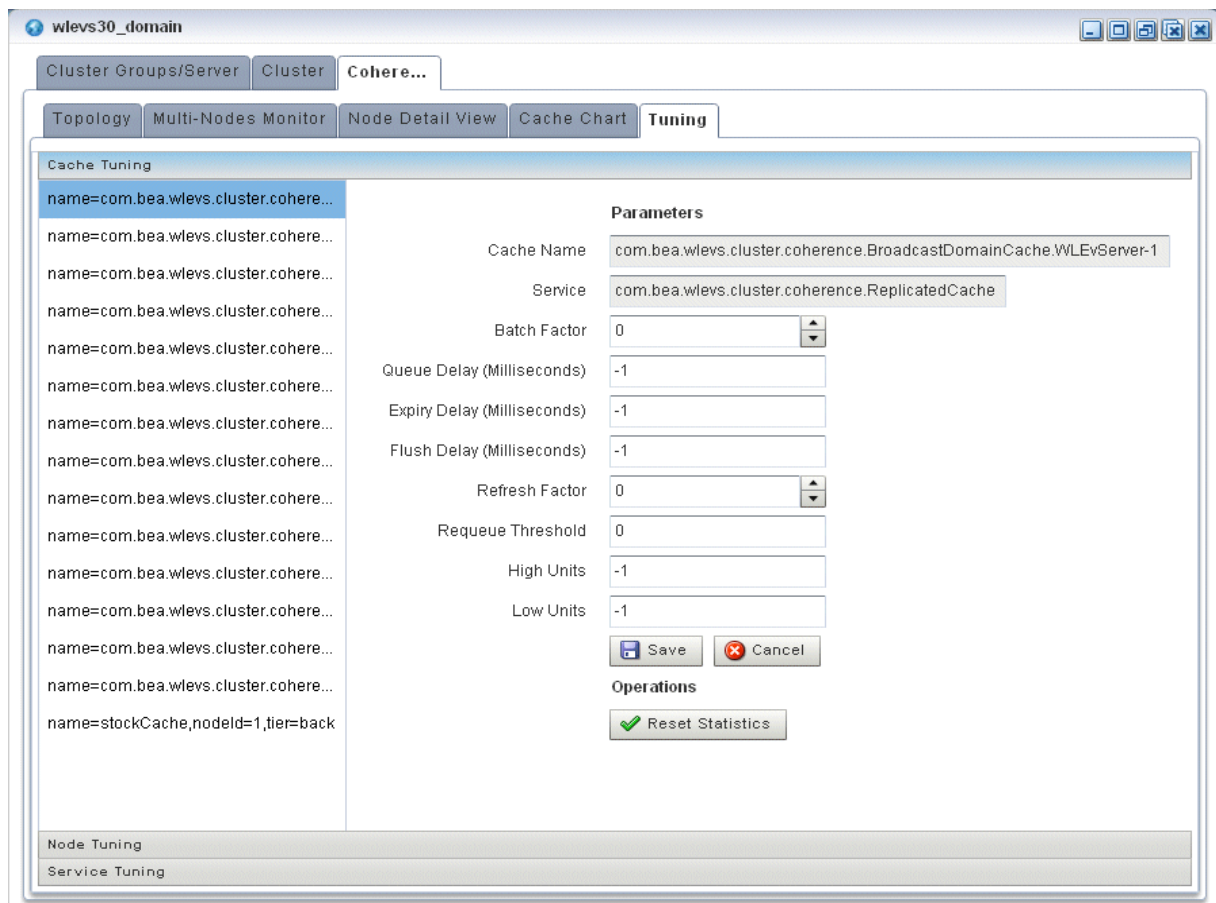 wlevs30_domain
Cluster Groups/Server
Cluster
Cohere...
Topology
Multi-Nodes Monitor
Node Detail View
Cache Chart
Tuning
Cache Tuning
name=com.bea.wlevs.cluster.cohere...
name=com.bea.wlevs.cluster.cohere...
name=com.bea.wlevs.cluster.cohere...
name=com.bea.wlevs.cluster.cohere...
name=com.bea.wlevs.cluster.cohere...
name=com.bea.wlevs.cluster.cohere...
name=com.bea.wlevs.cluster.cohere...
name=com.bea.wlevs.cluster.cohere...
name=com.bea.wlevs.cluster.cohere...
name=com.bea.wlevs.cluster.cohere...
name=com.bea.wlevs.cluster.cohere...
name=com.bea.wlevs.cluster.cohere...
name=com.bea.wlevs.cluster.cohere...
name=com.bea.wlevs.cluster.cohere...
name=stockCache,nodeId=1,tier=back
Parameters
Cache Name com.bea.wlevs.cluster.coherence.BroadcastDomainCache.WLEvServer-1
Service com.bea.wlevs.cluster.coherence.ReplicatedCache
Batch Factor 0
Queue Delay (Milliseconds) -1
Expiry Delay (Milliseconds) -1
Flush Delay (Milliseconds) -1
Refresh Factor 0
Requeue Threshold 0
High Units -1
Low Units -1
Save
Cancel
Operations
Reset Statistics
Node Tuning
Service Tuning